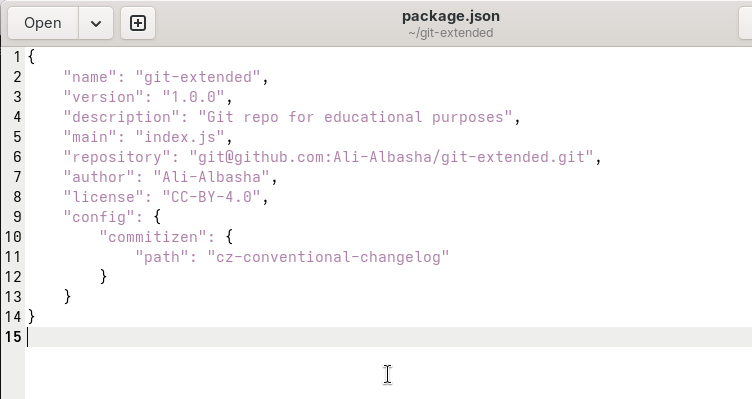 Open
package.json
~/git-extended
1 {
2     "name": "git-extended",
3     "version": "1.0.0",
4     "description": "Git repo for educational purposes",
5     "main": "index.js",
6     "repository": "git@github.com:Ali-Albasha/git-extended.git",
7     "author": "Ali-Albasha",
8     "license": "CC-BY-4.0",
9     "config": {
10         "commitizen": {
11             "path": "cz-conventional-changelog"
12         }
13     }
14 }
15